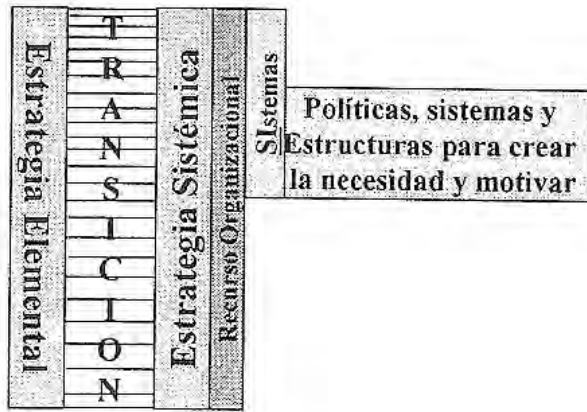 Estrategia Elemental
TRANSICION
Estrategia Sistémica
Recurso Organizacional
SIstemas
Políticas, sistemas y
Estructuras para crear
la necesidad y motivar